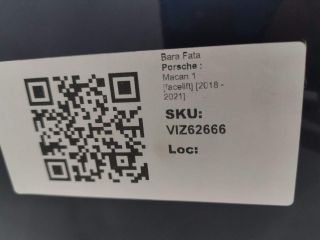 Bara Fata
Porsche :
Macan 1
[facelift] [2018 -
2021]
SKU:
VIZ62666
Loc: